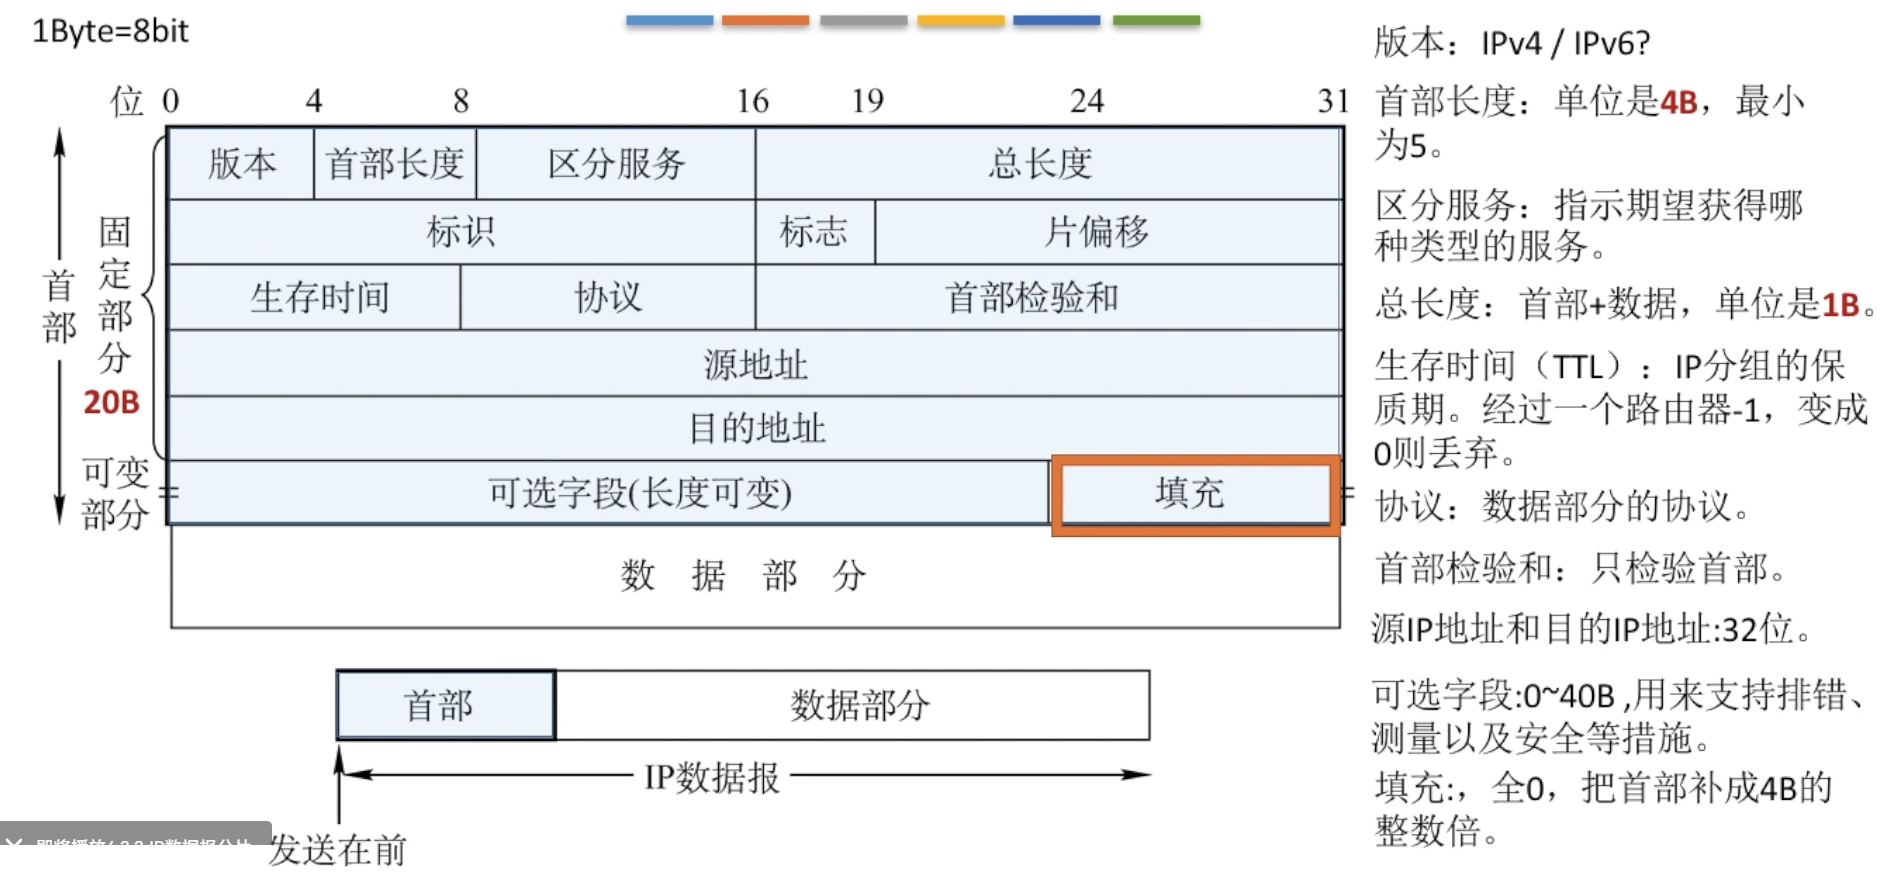 1Byte=8bit
位 0 4 8 16 19 24 31
版本 首部长度 区分服务 总长度
标识 标志 片偏移
生存时间 协议 首部检验和
源地址
目的地址
可选字段(长度可变) 填充
数 据 部 分
首部
固定部分
20B
可变
部分
首部 数据部分
IP数据报
发送在前
版本：IPv4 / IPv6?
首部长度：单位是4B，最小
为5。
区分服务：指示期望获得哪
种类型的服务。
总长度：首部+数据，单位是1B。
生存时间（TTL）：IP分组的保
质期。经过一个路由器-1，变成
0则丢弃。
协议：数据部分的协议。
首部检验和：只检验首部。
源IP地址和目的IP地址:32位。
可选字段:0~40B ,用来支持排错、
测量以及安全等措施。
填充:，全0，把首部补成4B的
整数倍。